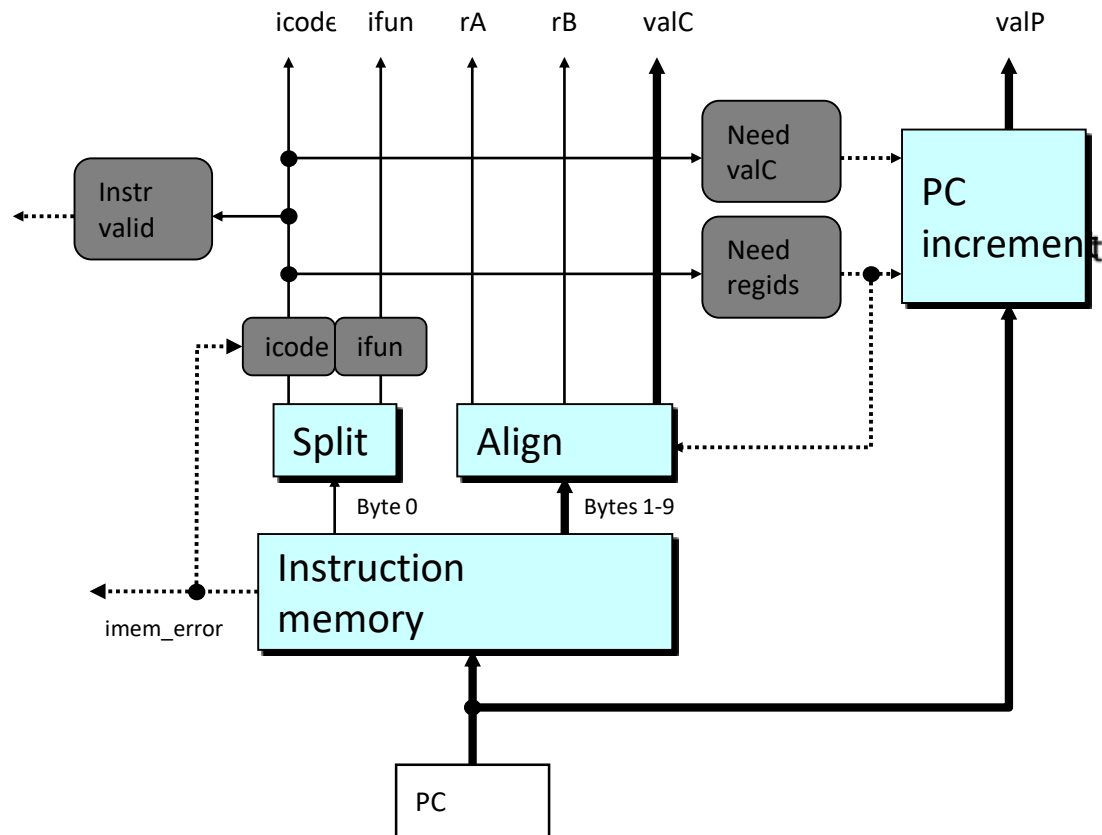 icode ifun rA rB valC valP
Need
valC
PC
increment
Instr
valid
Need
regids
icode ifun
Split
Align
Byte 0
Bytes 1-9
Instruction
memory
imem_error
PC